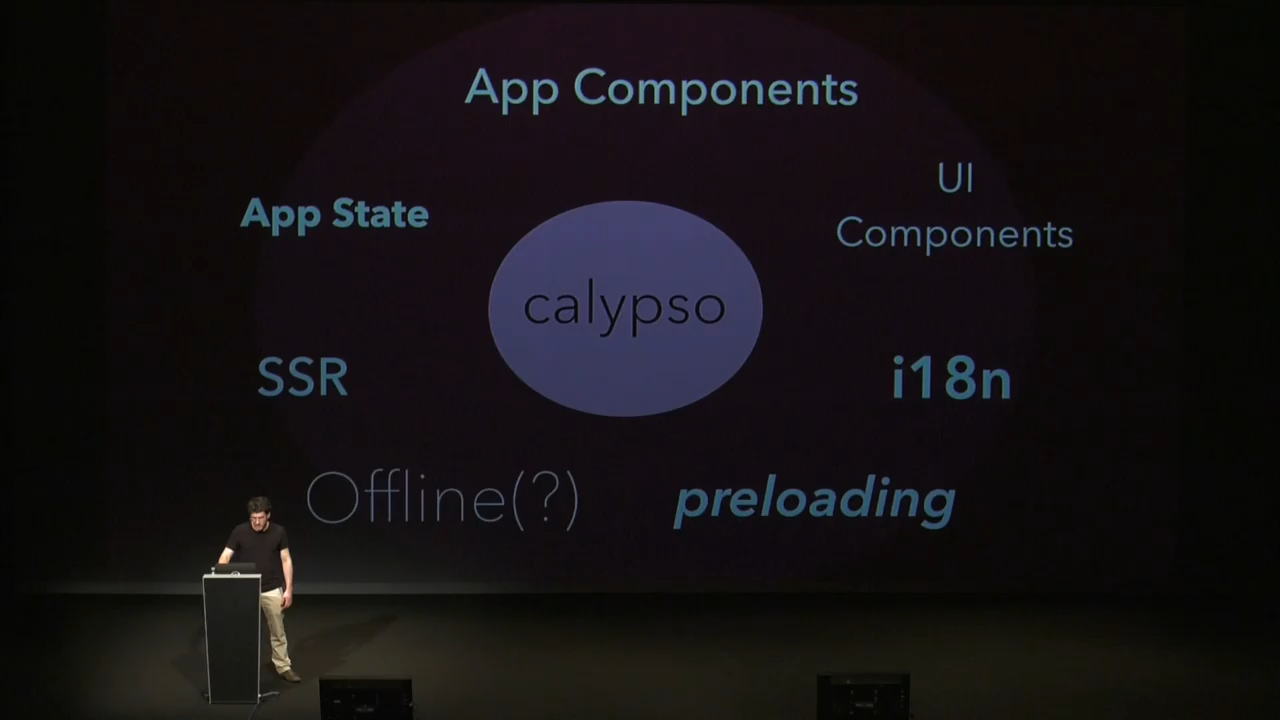 App Components
App State
UI
Components
calypso
SSR
i18n
Offline(?)
preloading